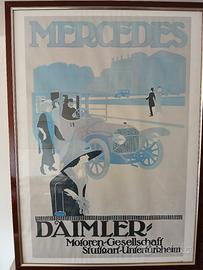 MERCEDES
DAIMLER=
Motoren-Gesellschaft
Stuttgart-Untertürkheim